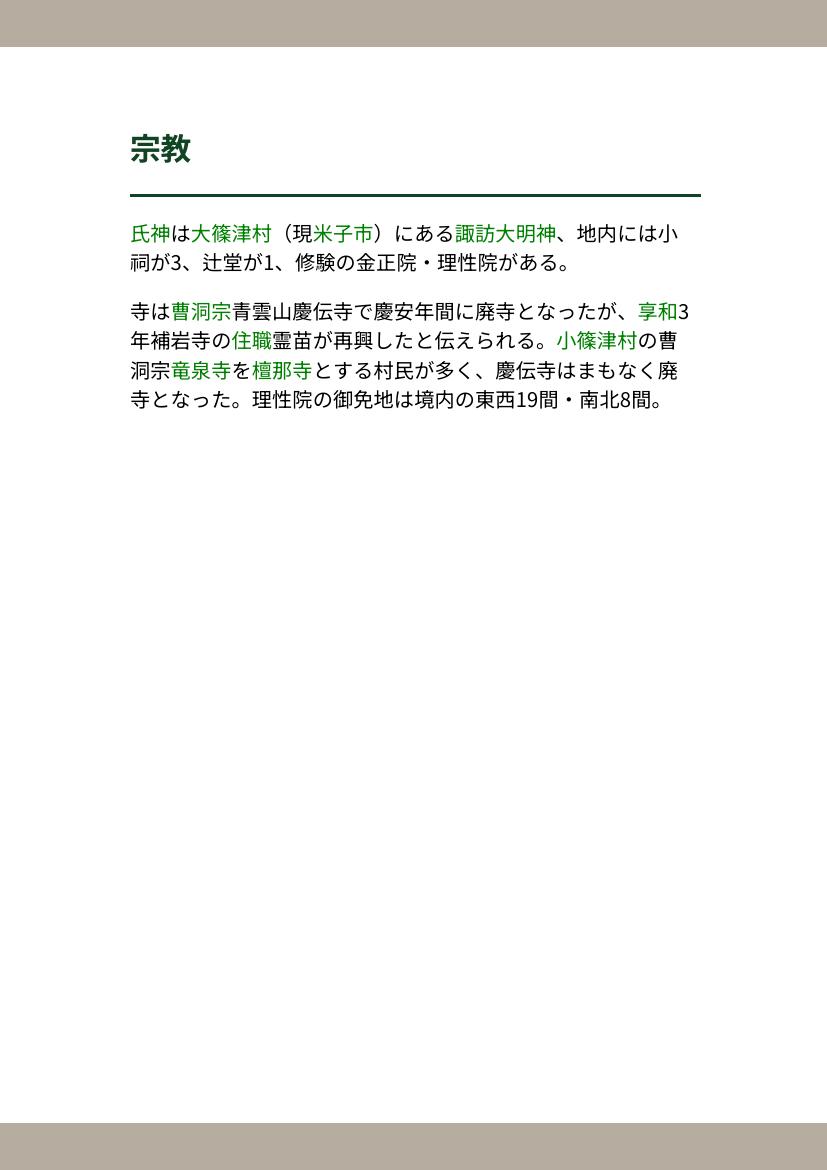 宗教
氏神は大篠津村（現米子市）にある諏訪大明神、地内には小
祠が3、辻堂が1、修験の金正院・理性院がある。
寺は曹洞宗青雲山慶伝寺で慶安年間に廃寺となったが、享和3
年補岩寺の住職霊苗が再興したと伝えられる。小篠津村の曹
洞宗竜泉寺を檀那寺とする村民が多く、慶伝寺はまもなく廃
寺となった。理性院の御免地は境内の東西19間・南北8間。